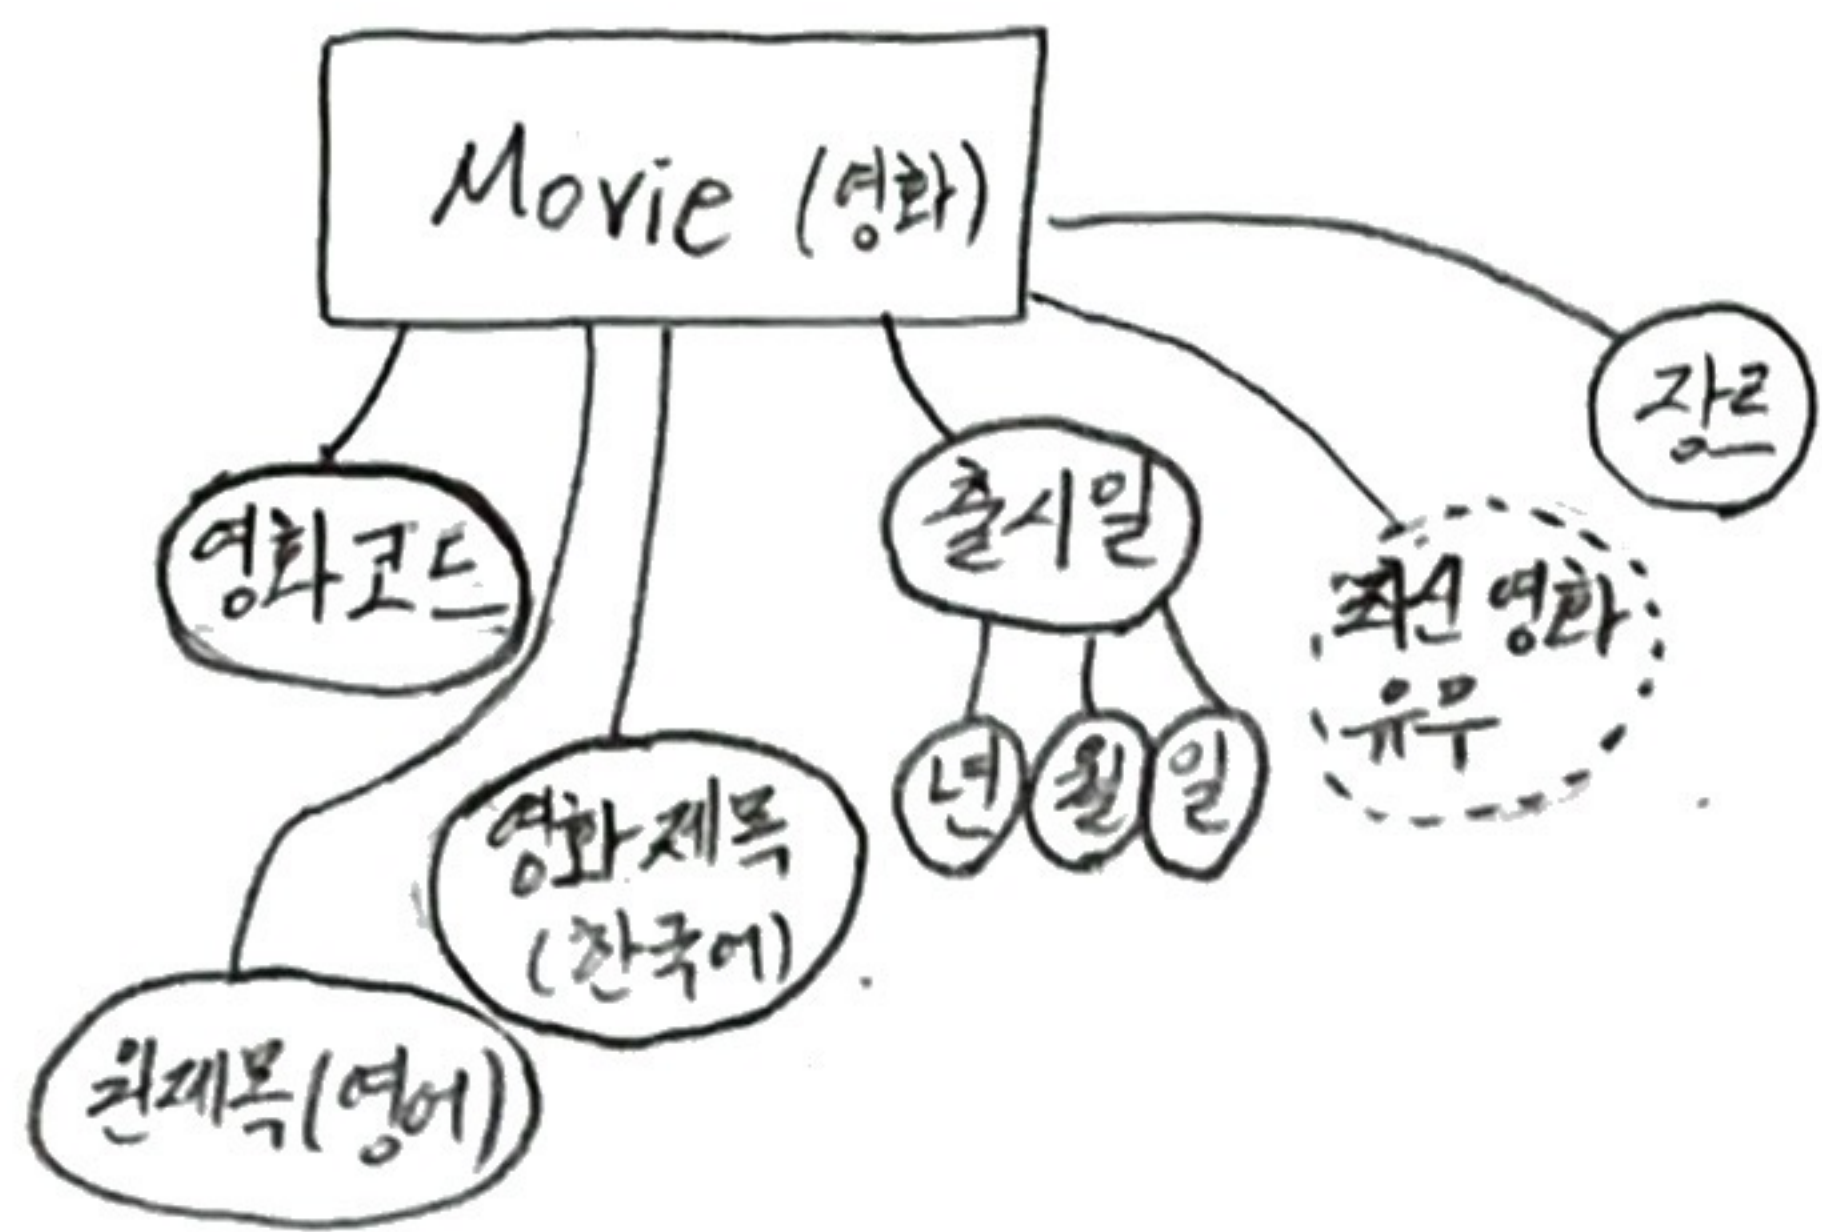 Movie (영화)
장르
영화코드
출시일
최신 영화
유무
년 월 일
영화제목
(한국어)
원제목(영어)